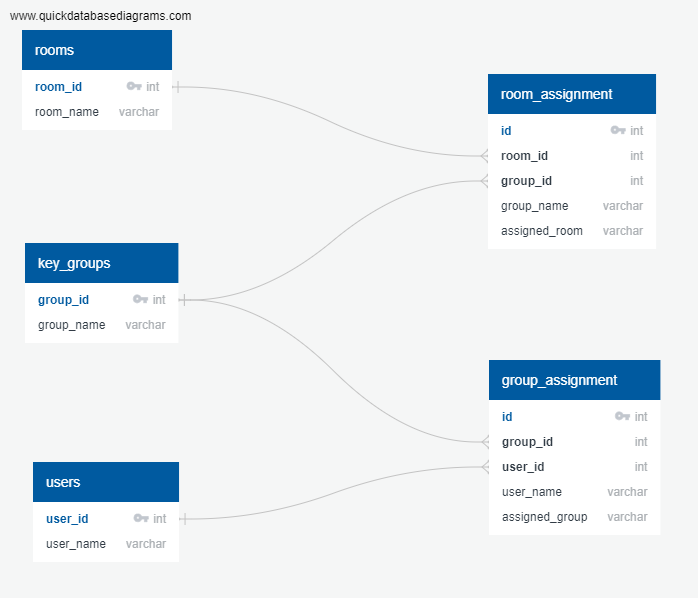 www.quickdatabasediagrams.com
rooms
room_id int
room_name varchar
room_assignment
id int
room_id int
group_id int
group_name varchar
assigned_room varchar
key_groups
group_id int
group_name varchar
group_assignment
id int
group_id int
user_id int
user_name varchar
assigned_group varchar
users
user_id int
user_name varchar